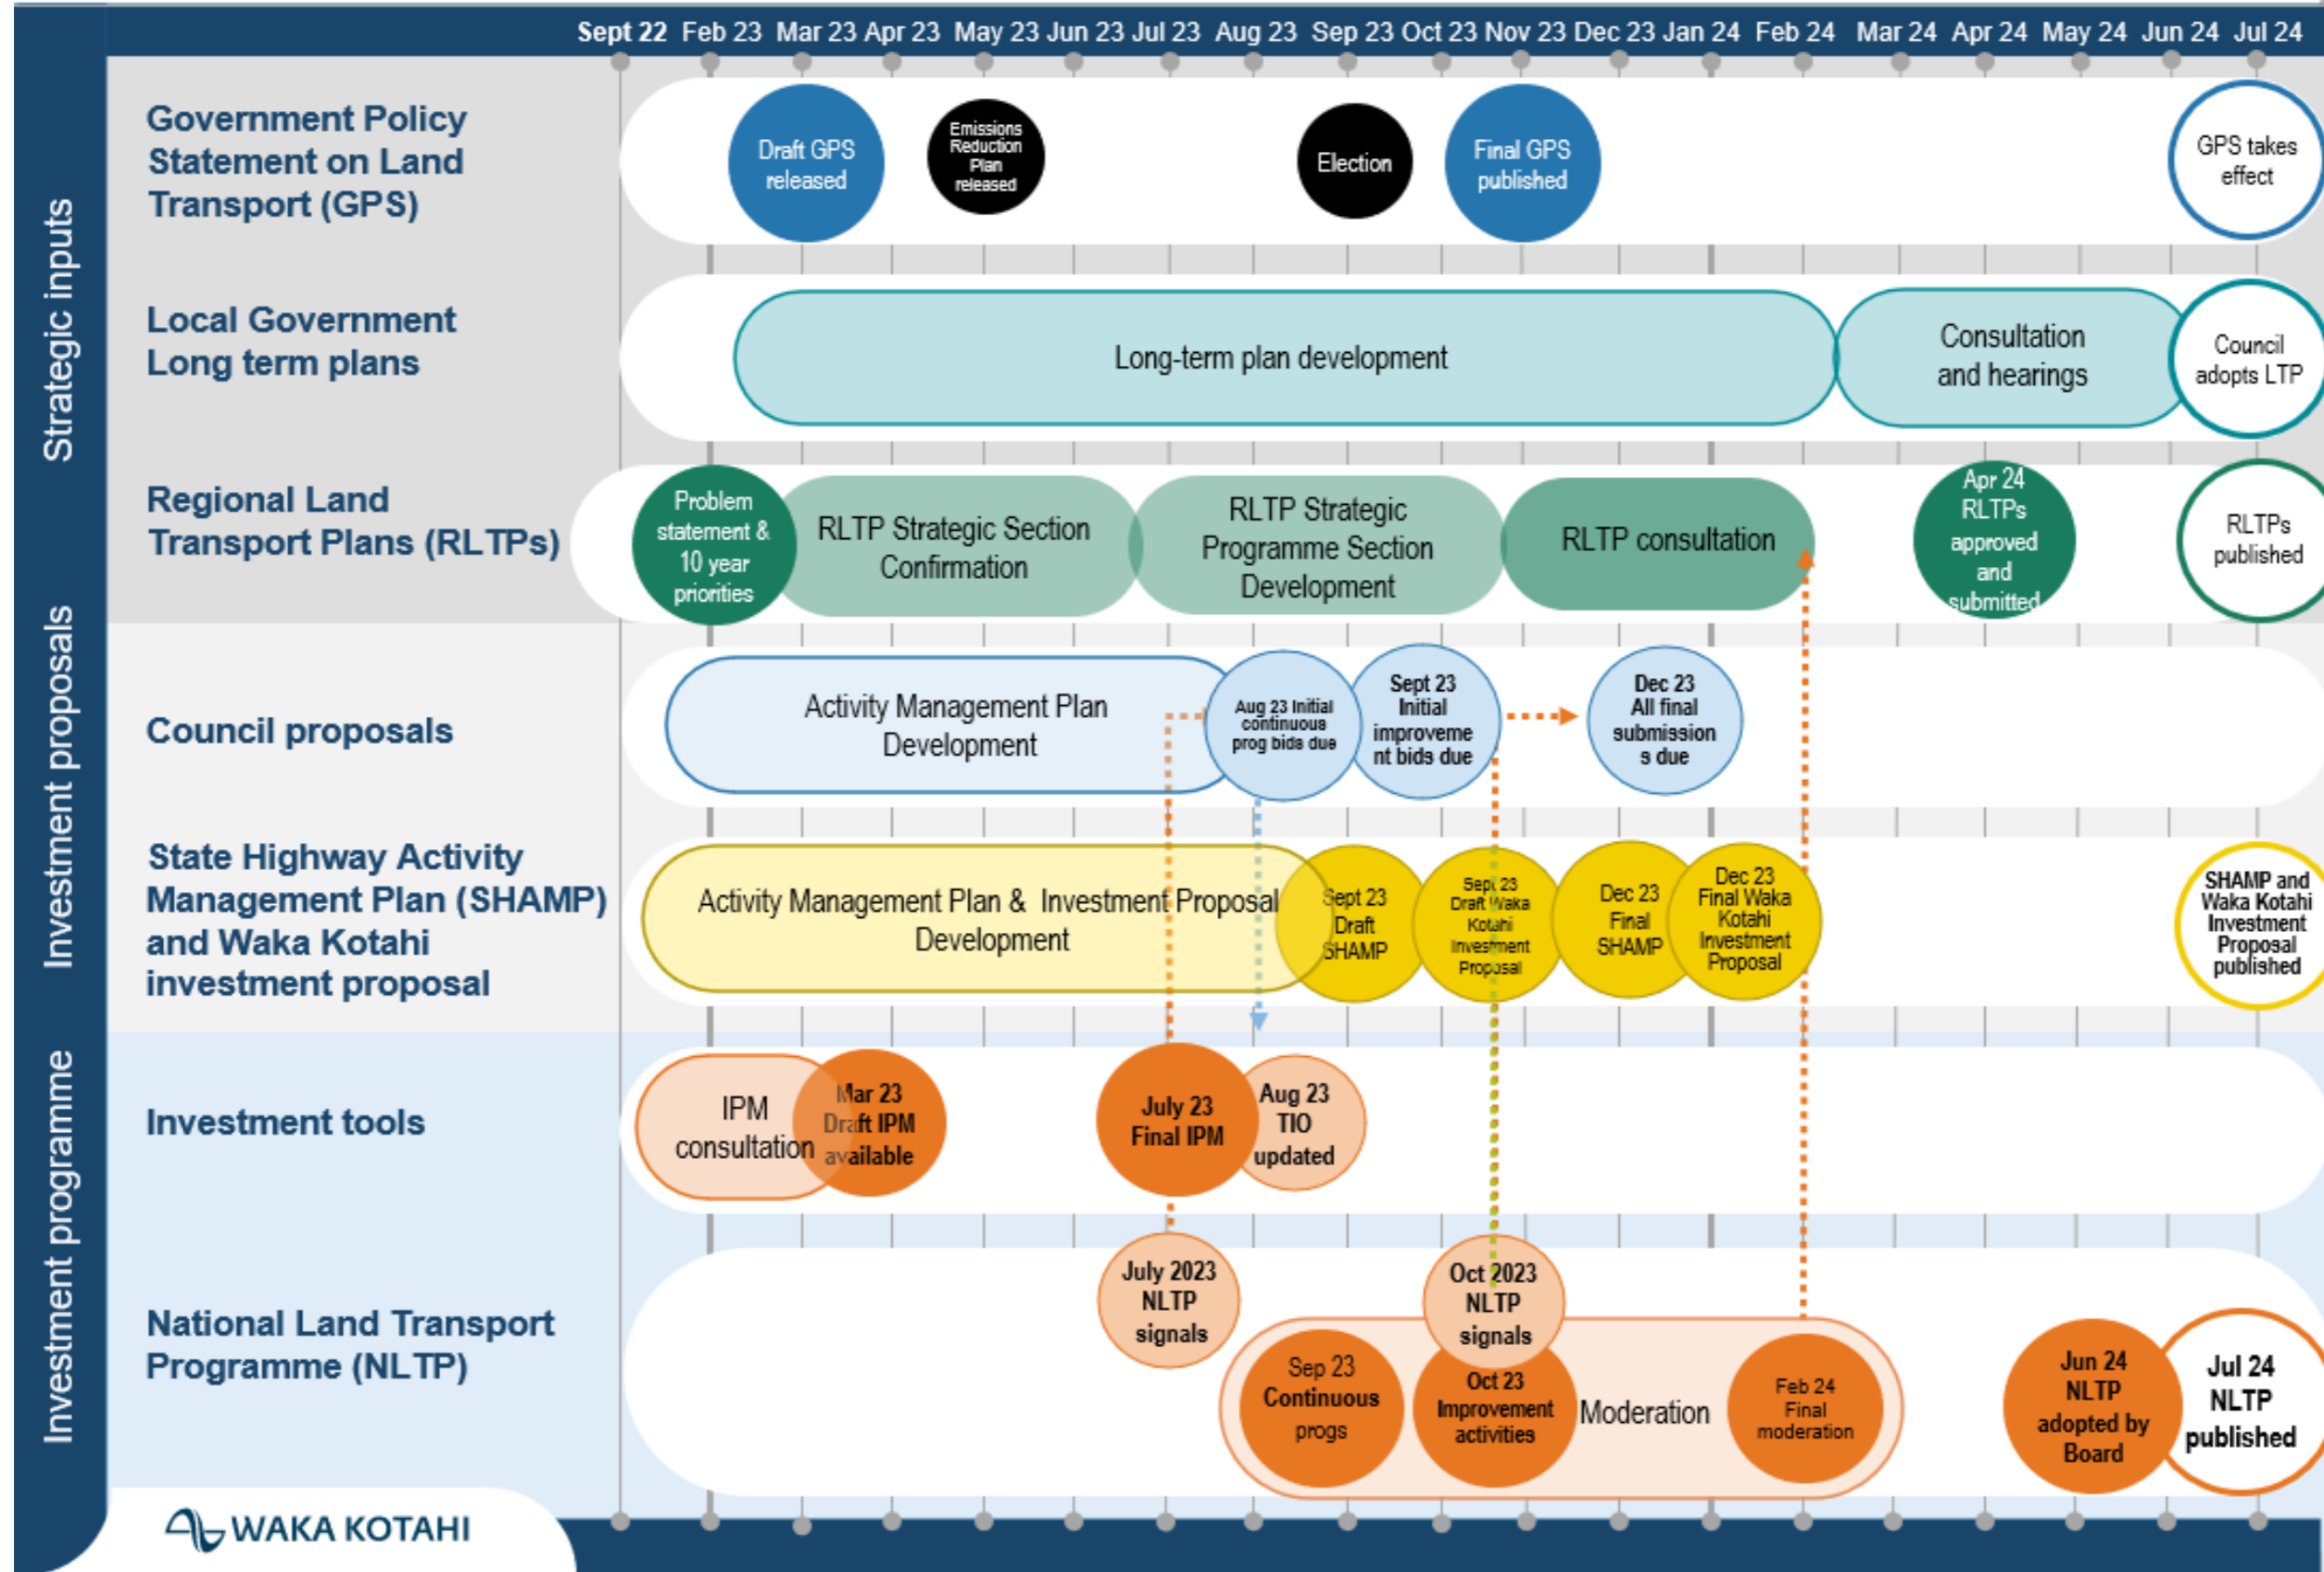 Sept 22 Feb 23 Mar 23 Apr 23 May 23 Jun 23 Jul 23 Aug 23 Sep 23 Oct 23 Nov 23 Dec 23 Jan 24 Feb 24 Mar 24 Apr 24 May 24 Jun 24 Jul 24
Strategic inputs
Government Policy
Statement on Land
Transport (GPS)
Draft GPS
released
Emissions
Reduction
Plan
released
Election
Final GPS
published
GPS takes
effect
Local Government
Long term plans
Long-term plan development
Consultation
and hearings
Council
adopts LTP
Regional Land
Transport Plans (RLTPs)
Problem
statement &
10 year
priorities
RLTP Strategic Section
Confirmation
RLTP Strategic
Programme Section
Development
RLTP consultation
Apr 24
RLTPs
approved
and
submitted
RLTPs
published
Investment proposals
Council proposals
Activity Management Plan
Development
Aug 23 Initial
continuous
prog bids due
Sept 23
Initial
improveme
nt bids due
Dec 23
All final
submission
s due
State Highway Activity
Management Plan (SHAMP)
and Waka Kotahi
investment proposal
Activity Management Plan & Investment Proposal
Development
Sept 23
Draft
SHAMP
Sept 23
Draft Waka
Kotahi
Investment
Proposal
Dec 23
Final
SHAMP
Dec 23
Final Waka
Kotahi
Investment
Proposal
SHAMP and
Waka Kotahi
Investment
Proposal
published
Investment programme
Investment tools
IPM
consultation
Mar 23
Draft IPM
available
July 23
Final IPM
Aug 23
TIO
updated
National Land Transport
Programme (NLTP)
July 2023
NLTP
signals
Oct 2023
NLTP
signals
Sep 23
Continuous
progs
Oct 23
Improvement
activities
Moderation
Feb 24
Final
moderation
Jun 24
NLTP
adopted by
Board
Jul 24
NLTP
published
WAKA KOTAHI